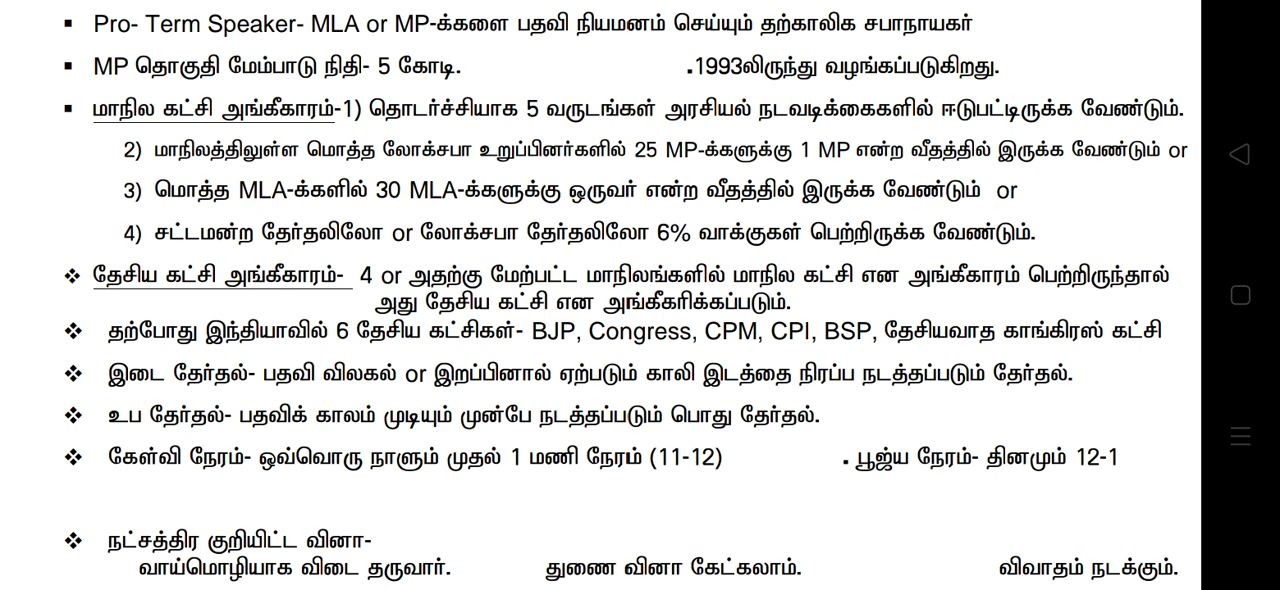 ▪ Pro- Term Speaker- MLA or MP-க்களை பதவி நியமனம் செய்யும் தற்காலிக சபாநாயகர்
▪ MP தொகுதி மேம்பாடு நிதி- 5 கோடி. .1993லிருந்து வழங்கப்படுகிறது.
▪ மாநில கட்சி அங்கீகாரம்-1) தொடர்ச்சியாக 5 வருடங்கள் அரசியல் நடவடிக்கைகளில் ஈடுபட்டிருக்க வேண்டும்.
2) மாநிலத்திலுள்ள மொத்த லோக்சபா உறுப்பினர்களில் 25 MP-க்களுக்கு 1 MP என்ற வீதத்தில் இருக்க வேண்டும் or
3) மொத்த MLA-க்களில் 30 MLA-க்களுக்கு ஒருவர் என்ற வீதத்தில் இருக்க வேண்டும் or
4) சட்டமன்ற தேர்தலிலோ or லோக்சபா தேர்தலிலோ 6% வாக்குகள் பெற்றிருக்க வேண்டும்.
❖ தேசிய கட்சி அங்கீகாரம்- 4 or அதற்கு மேற்பட்ட மாநிலங்களில் மாநில கட்சி என அங்கீகாரம் பெற்றிருந்தால்
அது தேசிய கட்சி என அங்கீகரிக்கப்படும்.
❖ தற்போது இந்தியாவில் 6 தேசிய கட்சிகள்- BJP, Congress, CPM, CPI, BSP, தேசியவாத காங்கிரஸ் கட்சி
❖ இடை தேர்தல்- பதவி விலகல் or இறப்பினால் ஏற்படும் காலி இடத்தை நிரப்ப நடத்தப்படும் தேர்தல்.
❖ உப தேர்தல்- பதவிக் காலம் முடியும் முன்பே நடத்தப்படும் பொது தேர்தல்.
❖ கேள்வி நேரம்- ஒவ்வொரு நாளும் முதல் 1 மணி நேரம் (11-12) . பூஜ்ய நேரம்- தினமும் 12-1
❖ நட்சத்திர குறியிட்ட வினா-
வாய்மொழியாக விடை தருவார். துணை வினா கேட்கலாம். விவாதம் நடக்கும்.